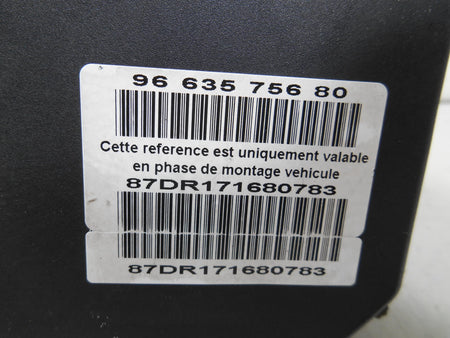 96 635 756 80
Cette reference est uniquement valable
en phase de montage vehicule
87DR171680783
87DR171680783